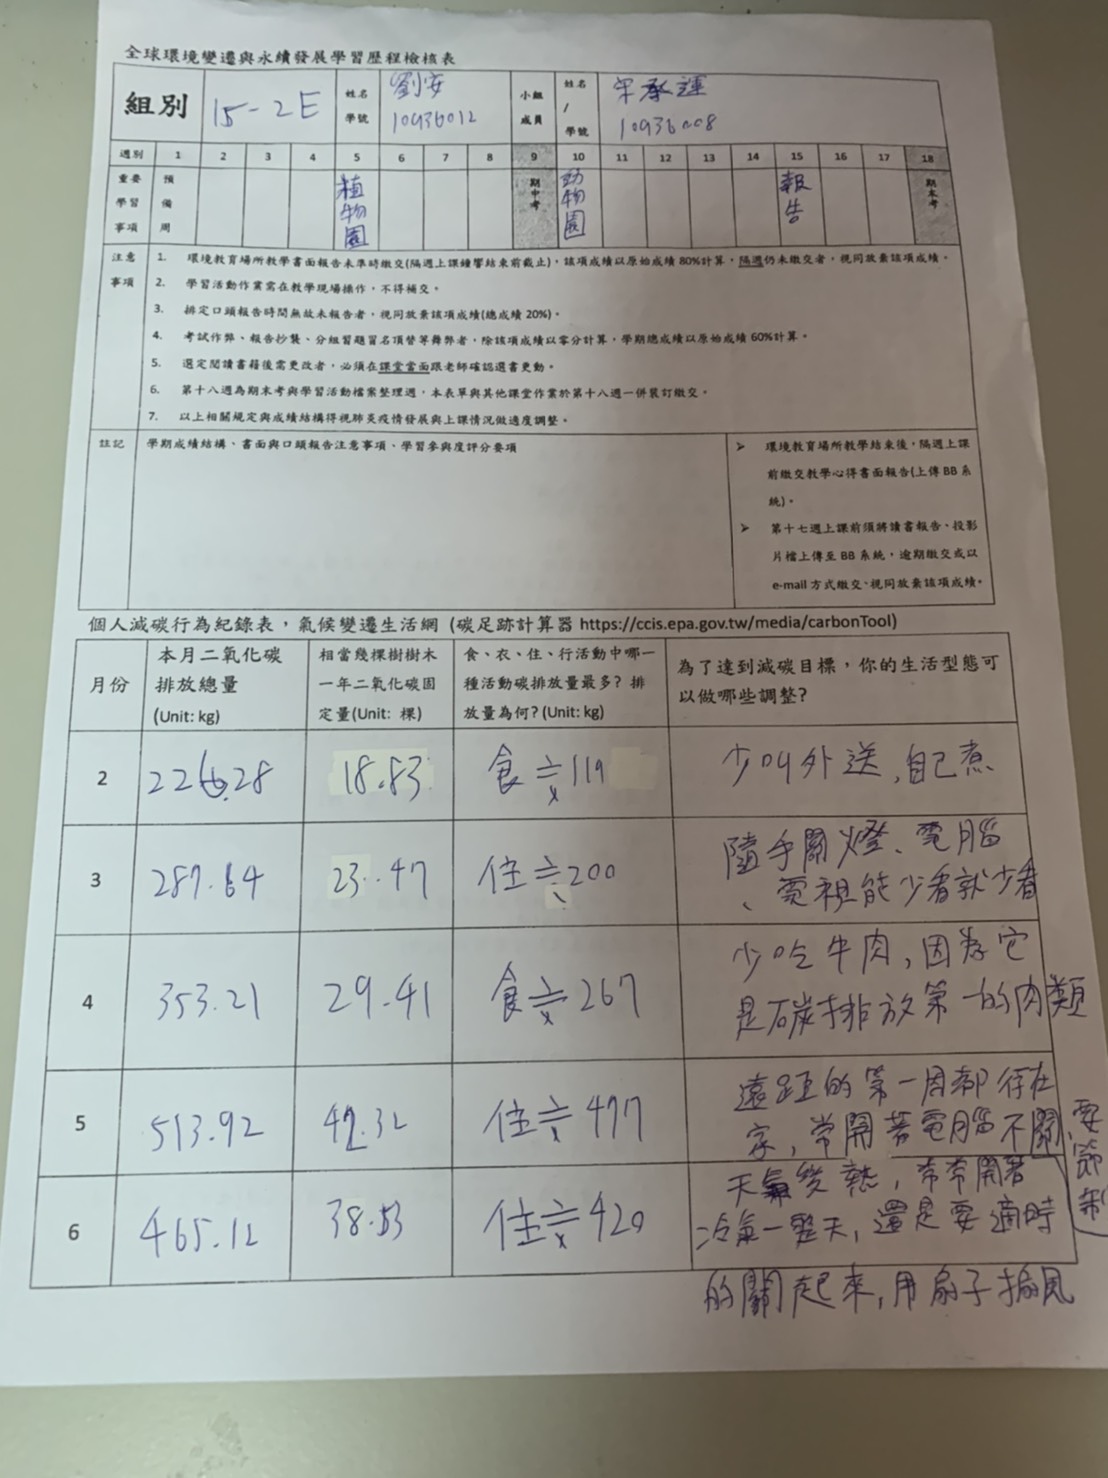 全球環境變遷與永續發展學習歷程檢核表
組別 15-2E 姓名 劉安 小組 姓名 宋承運
學號 10936012 成員 / 學號 10936008
週別 1 2 3 4 5 6 7 8 9 10 11 12 13 14 15 16 17 18
重要學習事項 預備周 植物園 期中考 動物園 報告 期末考
注意事項
1. 環境教育場所教學書面報告未準時繳交(隔週上課鐘響結束前截止)，該項成績以原始成績 80%計算，隔週仍未繳交者，視同放棄該項成績。
2. 學習活動作業需在教學現場操作，不得補交。
3. 排定口頭報告時間無故未報告者，視同放棄該項成績(總成績 20%)。
4. 考試作弊、報告抄襲、分組習題冒名頂替等舞弊者，除該項成績以零分計算，學期總成績以原始成績 60%計算。
5. 選定閱讀書籍後需更改者，必須在課堂當面跟老師確認選書更動。
6. 第十八週為期末考與學習活動檔案整理週，本表單與其他課堂作業於第十八週一併裝訂繳交。
7. 以上相關規定與成績結構得視肺炎疫情發展與上課情況做適度調整。
註記 學期成績結構、書面與口頭報告注意事項、學習參與度評分要項
➢ 環境教育場所教學結束後，隔週上課
前繳交教學心得書面報告(上傳 BB 系
統)。
➢ 第十七週上課前須將讀書報告、投影
片檔上傳至 BB 系統，逾期繳交或以
e-mail 方式繳交、視同放棄該項成績。
個人減碳行為紀錄表，氣候變遷生活網 (碳足跡計算器 https://ccis.epa.gov.tw/media/carbonTool)
月份
本月二氧化碳
排放總量
(Unit: kg)
相當幾棵樹樹木
一年二氧化碳固
定量(Unit: 棵)
食、衣、住、行活動中哪一
種活動碳排放量最多? 排
放量為何? (Unit: kg)
為了達到減碳目標，你的生活型態可
以做哪些調整?
2 226.28 18.83 食≒119 少叫外送,自己煮
3 287.64 23.47 住≒200 隨手關燈、電腦
、電視能少看就少看
4 353.21 29.41 食≒267 少吃牛肉,因為它
是碳排放第一的肉類
5 513.92 42.32 住≒477 遠距的第一周都待在
家,常開著電腦不關,要節制
6 465.12 38.53 住≒420 天氣變熱,常常開著
冷氣一整天,還是要適時
的關起來,用扇子搧風